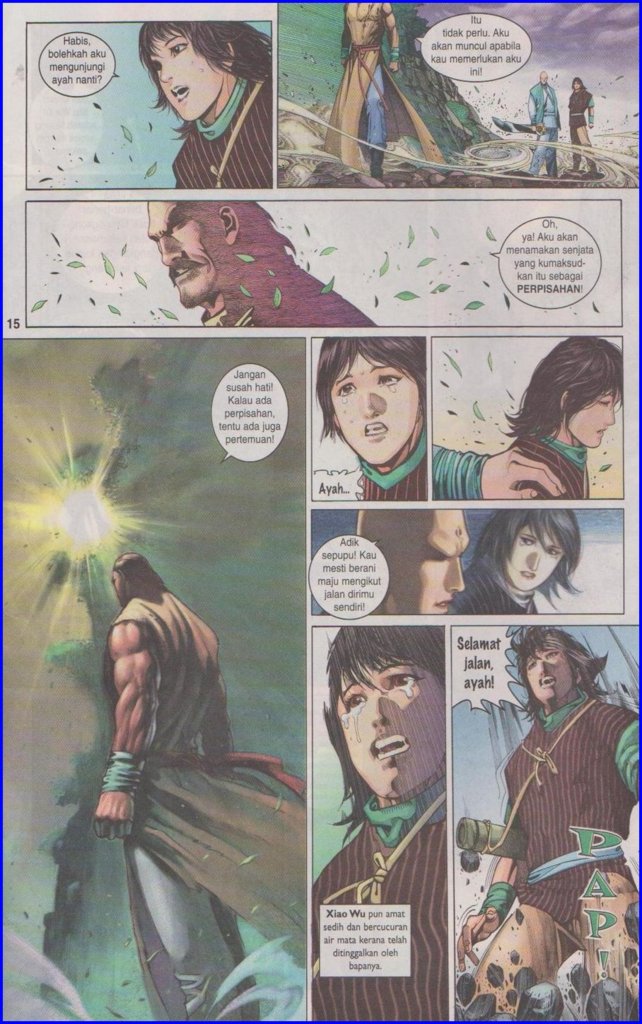 Habis,
bolehkah aku
mengunjungi
ayah nanti?
Itu
tidak perlu. Aku
akan muncul apabila
kau memerlukan aku
ini!
Oh,
ya! Aku akan
menamakan senjata
yang kumaksud-
kan itu sebagai
PERPISAHAN!
15
Jangan
susah hati!
Kalau ada
perpisahan,
tentu ada juga
pertemuan!
Ayah...
Adik
sepupu! Kau
mesti berani
maju mengikut
jalan dirimu
sendiri!
Xiao Wu pun amat
sedih dan bercucuran
air mata kerana telah
ditinggalkan oleh
bapanya.
Selamat
jalan,
ayah!
PAP!